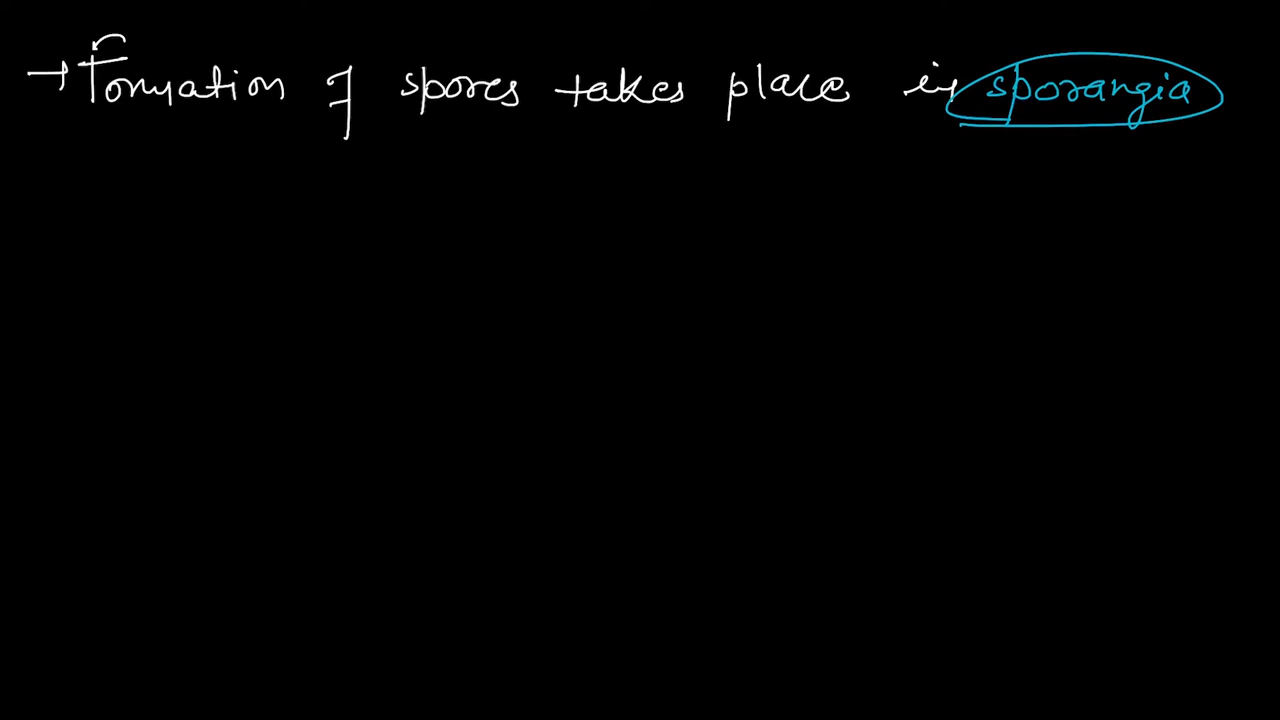 → Formation of spores takes place in sporangia